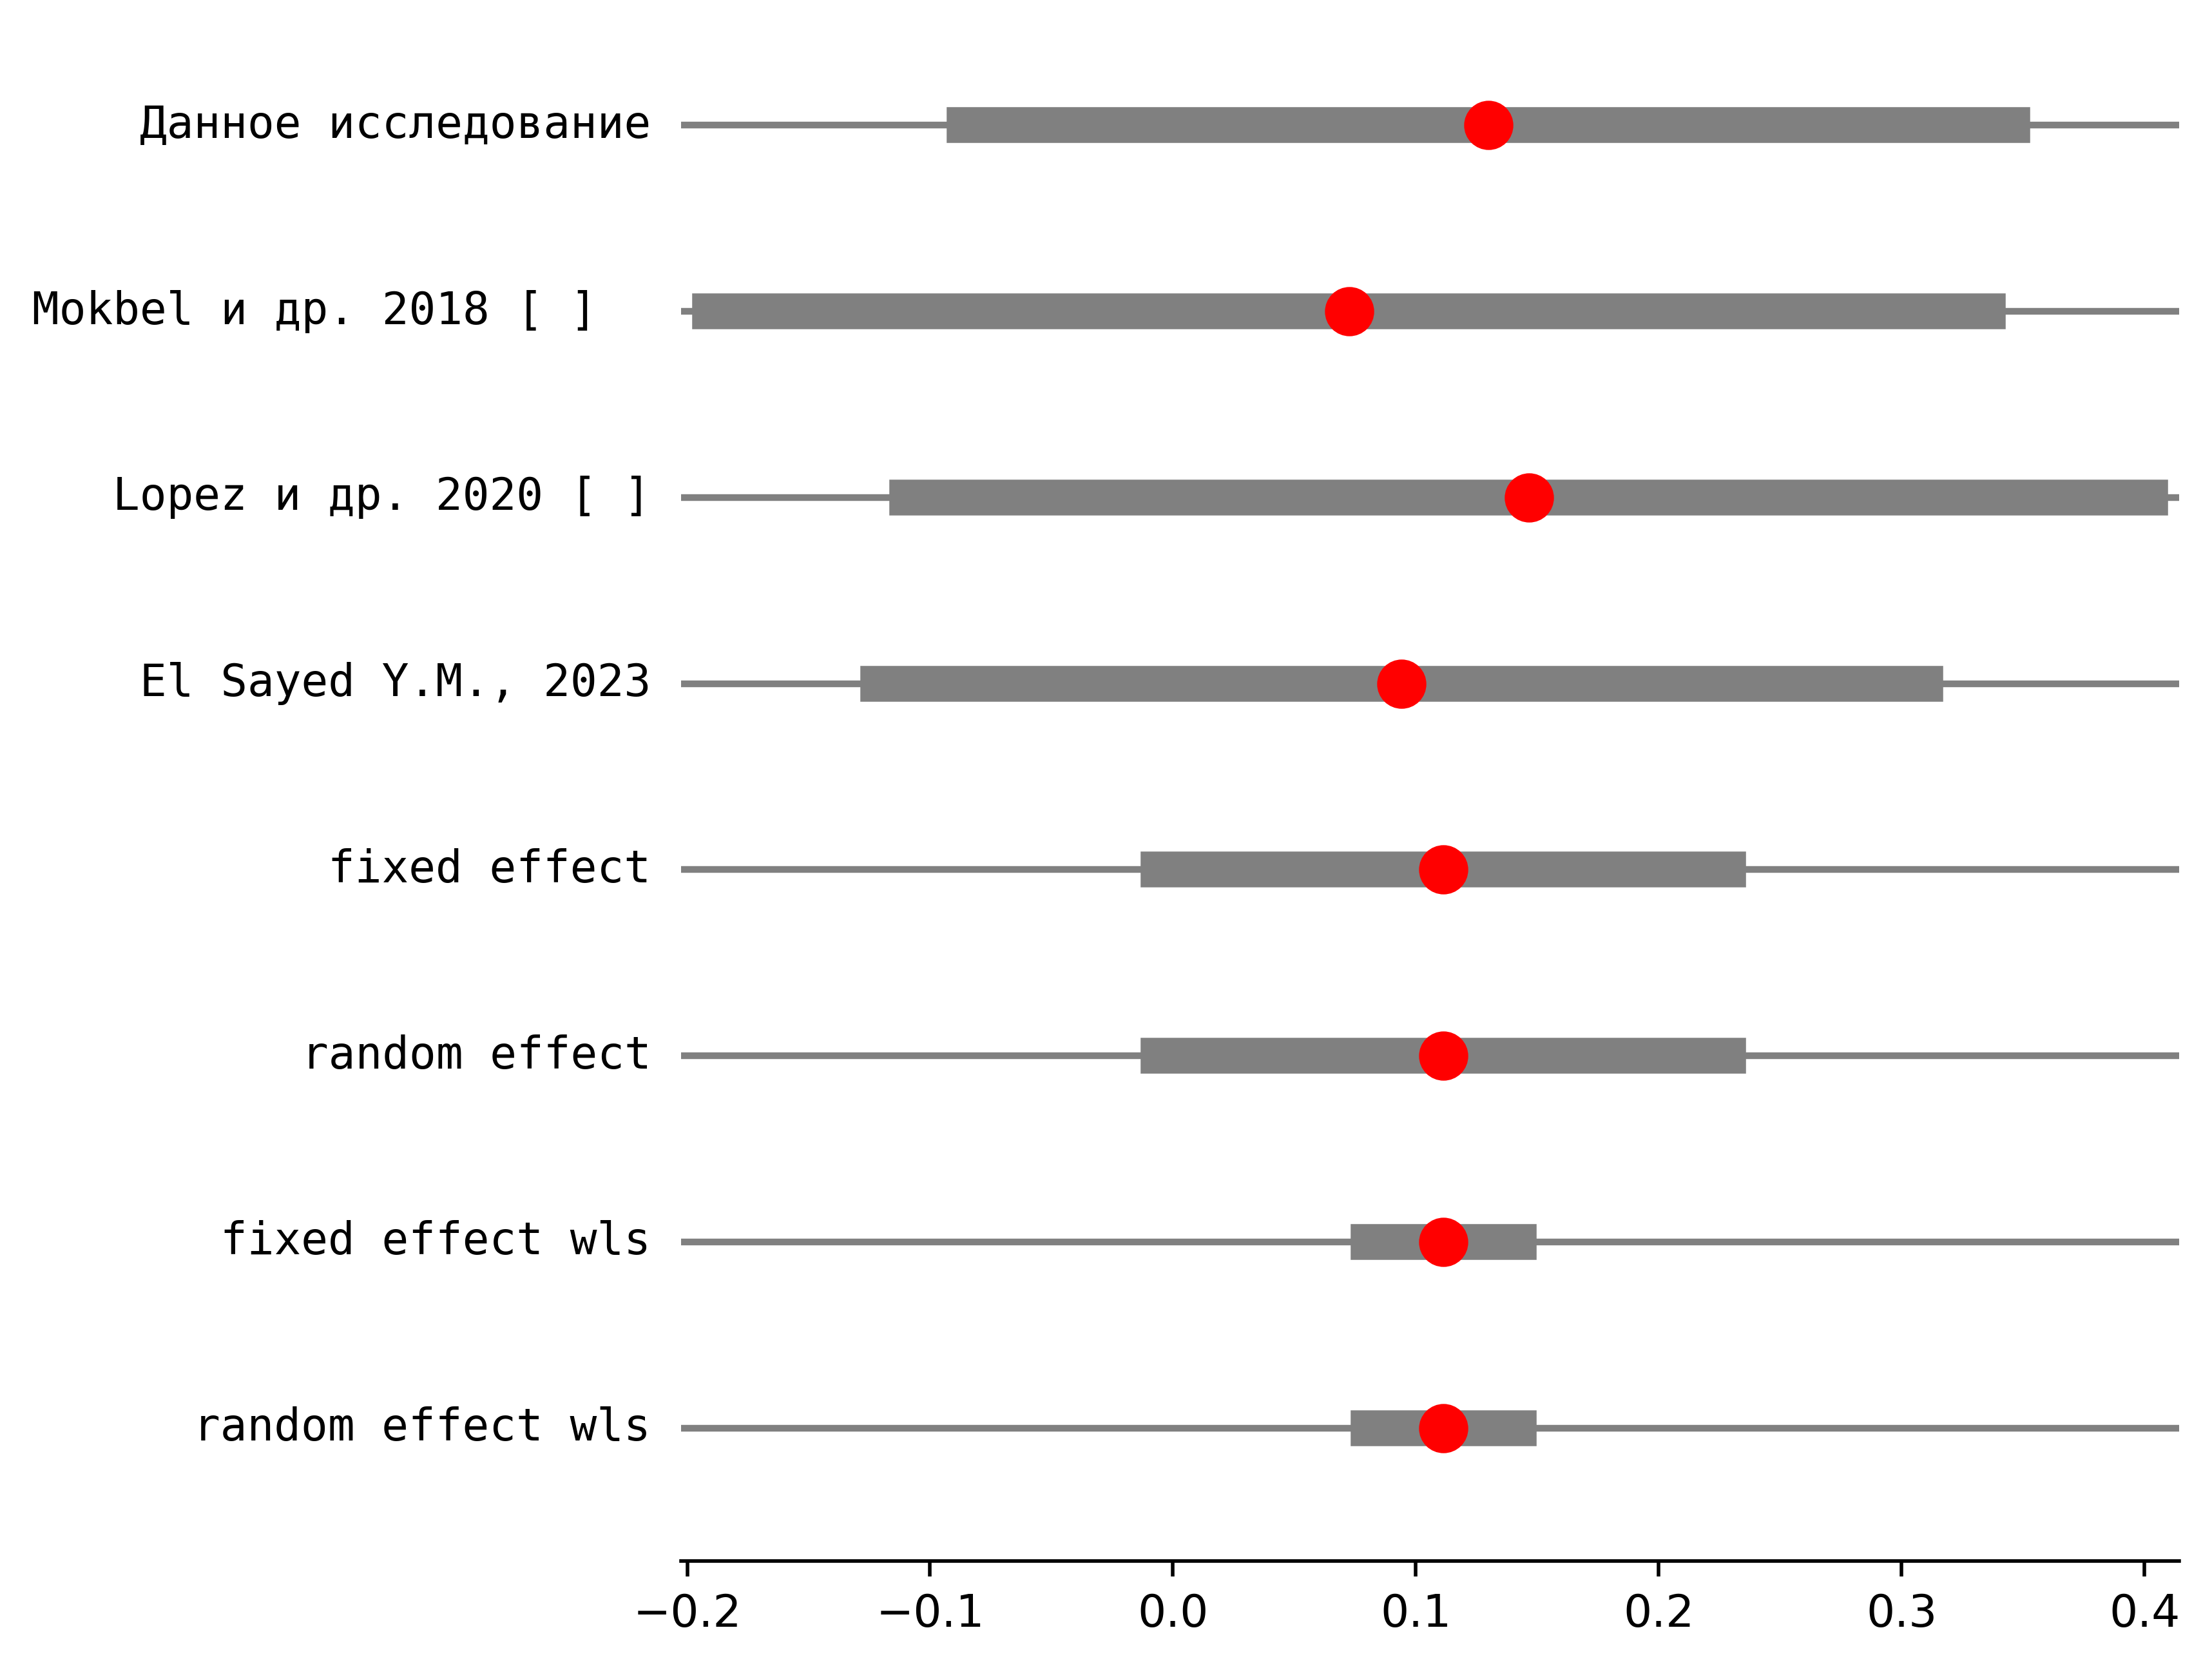 Данное исследование
Mokbel и др. 2018 [ ]
Lopez и др. 2020 [ ]
El Sayed Y.M., 2023
fixed effect
random effect
fixed effect wls
random effect wls
−0.2 −0.1 0.0 0.1 0.2 0.3 0.4